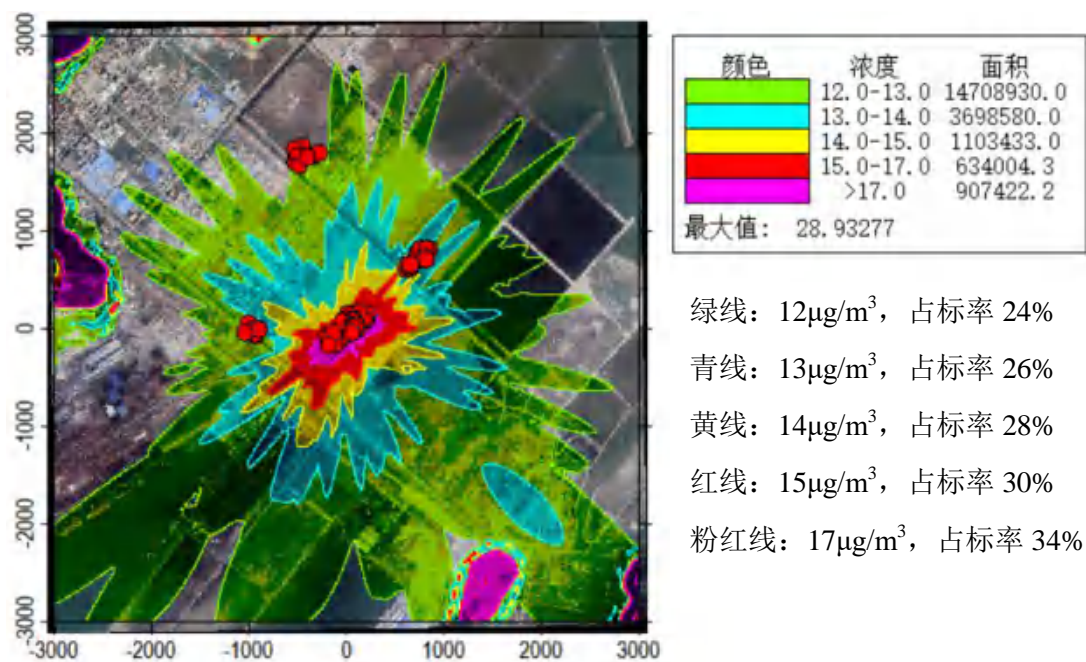 3000
2000
1000
0
-1000
-2000
-3000
-3000 -2000 -1000 0 1000 2000 3000
颜色 浓度 面积
12.0-13.0 14708930.0
13.0-14.0 3698580.0
14.0-15.0 1103433.0
15.0-17.0 634004.3
>17.0 907422.2
最大值: 28.93277
绿线：12μg/m³，占标率 24%
青线：13μg/m³，占标率 26%
黄线：14μg/m³，占标率 28%
红线：15μg/m³，占标率 30%
粉红线：17μg/m³，占标率 34%